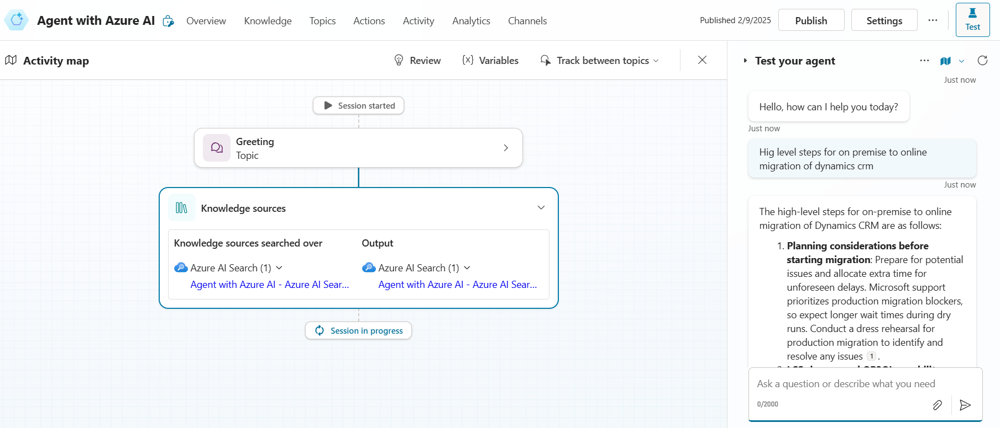 Agent with Azure AI
Overview
Knowledge
Topics
Actions
Activity
Analytics
Channels
Published 2/9/2025
Publish
Settings
Test
Activity map
Review
Variables
Track between topics
Session started
Greeting
Topic
Knowledge sources
Knowledge sources searched over
Output
Azure AI Search (1)
Azure AI Search (1)
Agent with Azure AI - Azure AI Sear...
Agent with Azure AI - Azure AI Sear...
Session in progress
Test your agent
Just now
Hello, how can I help you today?
Just now
Hig level steps for on premise to online
migration of dynamics crm
Just now
The high-level steps for on-premise to online
migration of Dynamics CRM are as follows:
1. Planning considerations before
starting migration: Prepare for potential
issues and allocate extra time for
unforeseen delays. Microsoft support
prioritizes production migration blockers,
so expect longer wait times during dry
runs. Conduct a dress rehearsal for
production migration to identify and
resolve any issues 1 .
Ask a question or describe what you need
0/2000